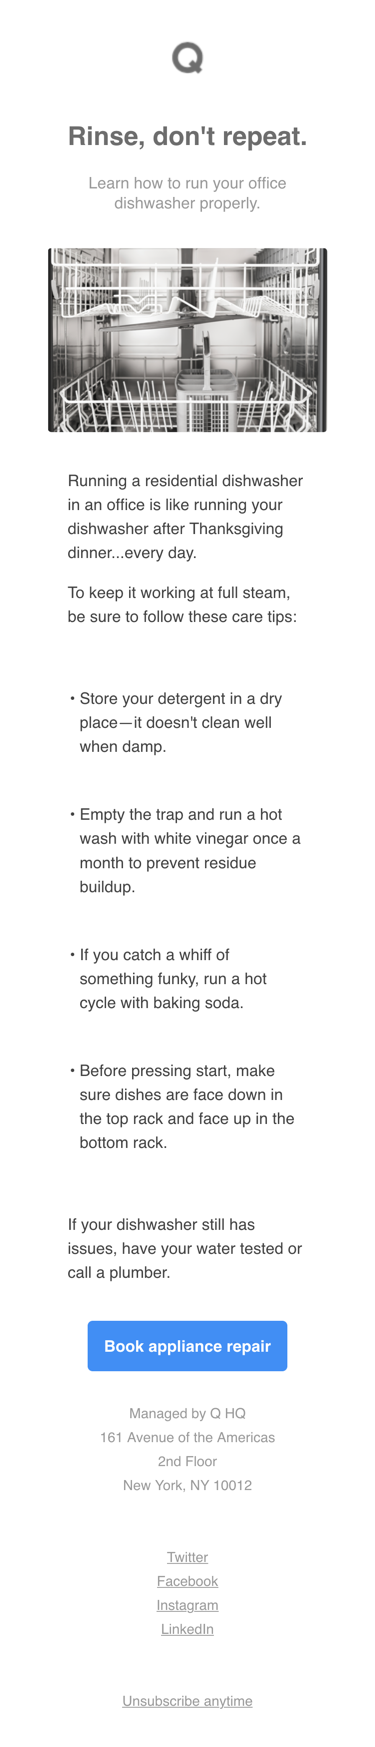 Q
Rinse, don't repeat.
Learn how to run your office
dishwasher properly.
Running a residential dishwasher
in an office is like running your
dishwasher after Thanksgiving
dinner...every day.
To keep it working at full steam,
be sure to follow these care tips:
• Store your detergent in a dry
place—it doesn't clean well
when damp.
• Empty the trap and run a hot
wash with white vinegar once a
month to prevent residue
buildup.
• If you catch a whiff of
something funky, run a hot
cycle with baking soda.
• Before pressing start, make
sure dishes are face down in
the top rack and face up in the
bottom rack.
If your dishwasher still has
issues, have your water tested or
call a plumber.
Book appliance repair
Managed by Q HQ
161 Avenue of the Americas
2nd Floor
New York, NY 10012
Twitter
Facebook
Instagram
LinkedIn
Unsubscribe anytime